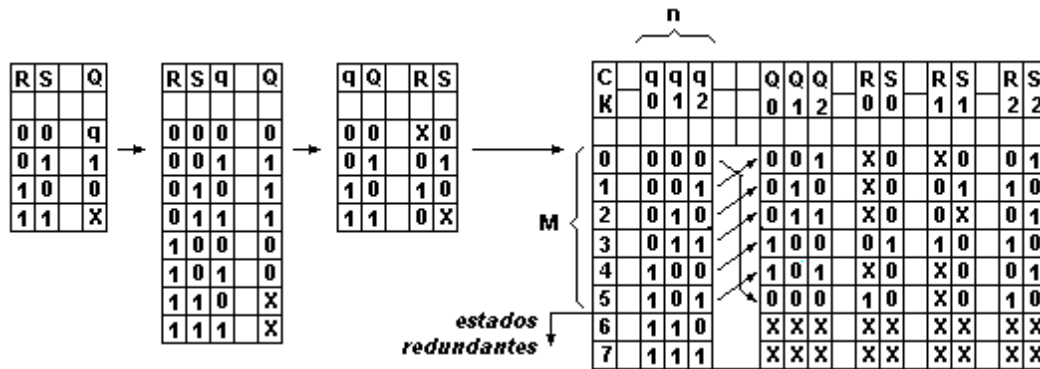 R S Q
0 0 q
0 1 1
1 0 0
1 1 X
R S q Q
0 0 0 0
0 0 1 1
0 1 0 1
0 1 1 1
1 0 0 0
1 0 1 0
1 1 0 X
1 1 1 X
q Q R S
0 0 X 0
0 1 0 1
1 0 1 0
1 1 0 X
n
C q q q Q Q Q R S R S R S
K 0 1 2 0 1 2 0 0 1 1 2 2
M
0 0 0 0 0 0 1 X 0 X 0 0 1
1 0 0 1 0 1 0 X 0 0 1 1 0
2 0 1 0 0 1 1 X 0 0 X 0 1
3 0 1 1 1 0 0 0 1 1 0 1 0
4 1 0 0 1 0 1 X 0 X 0 0 1
5 1 0 1 0 0 0 1 0 X 0 1 0
6 1 1 0 X X X X X X X X X
7 1 1 1 X X X X X X X X X
estados
redundantes